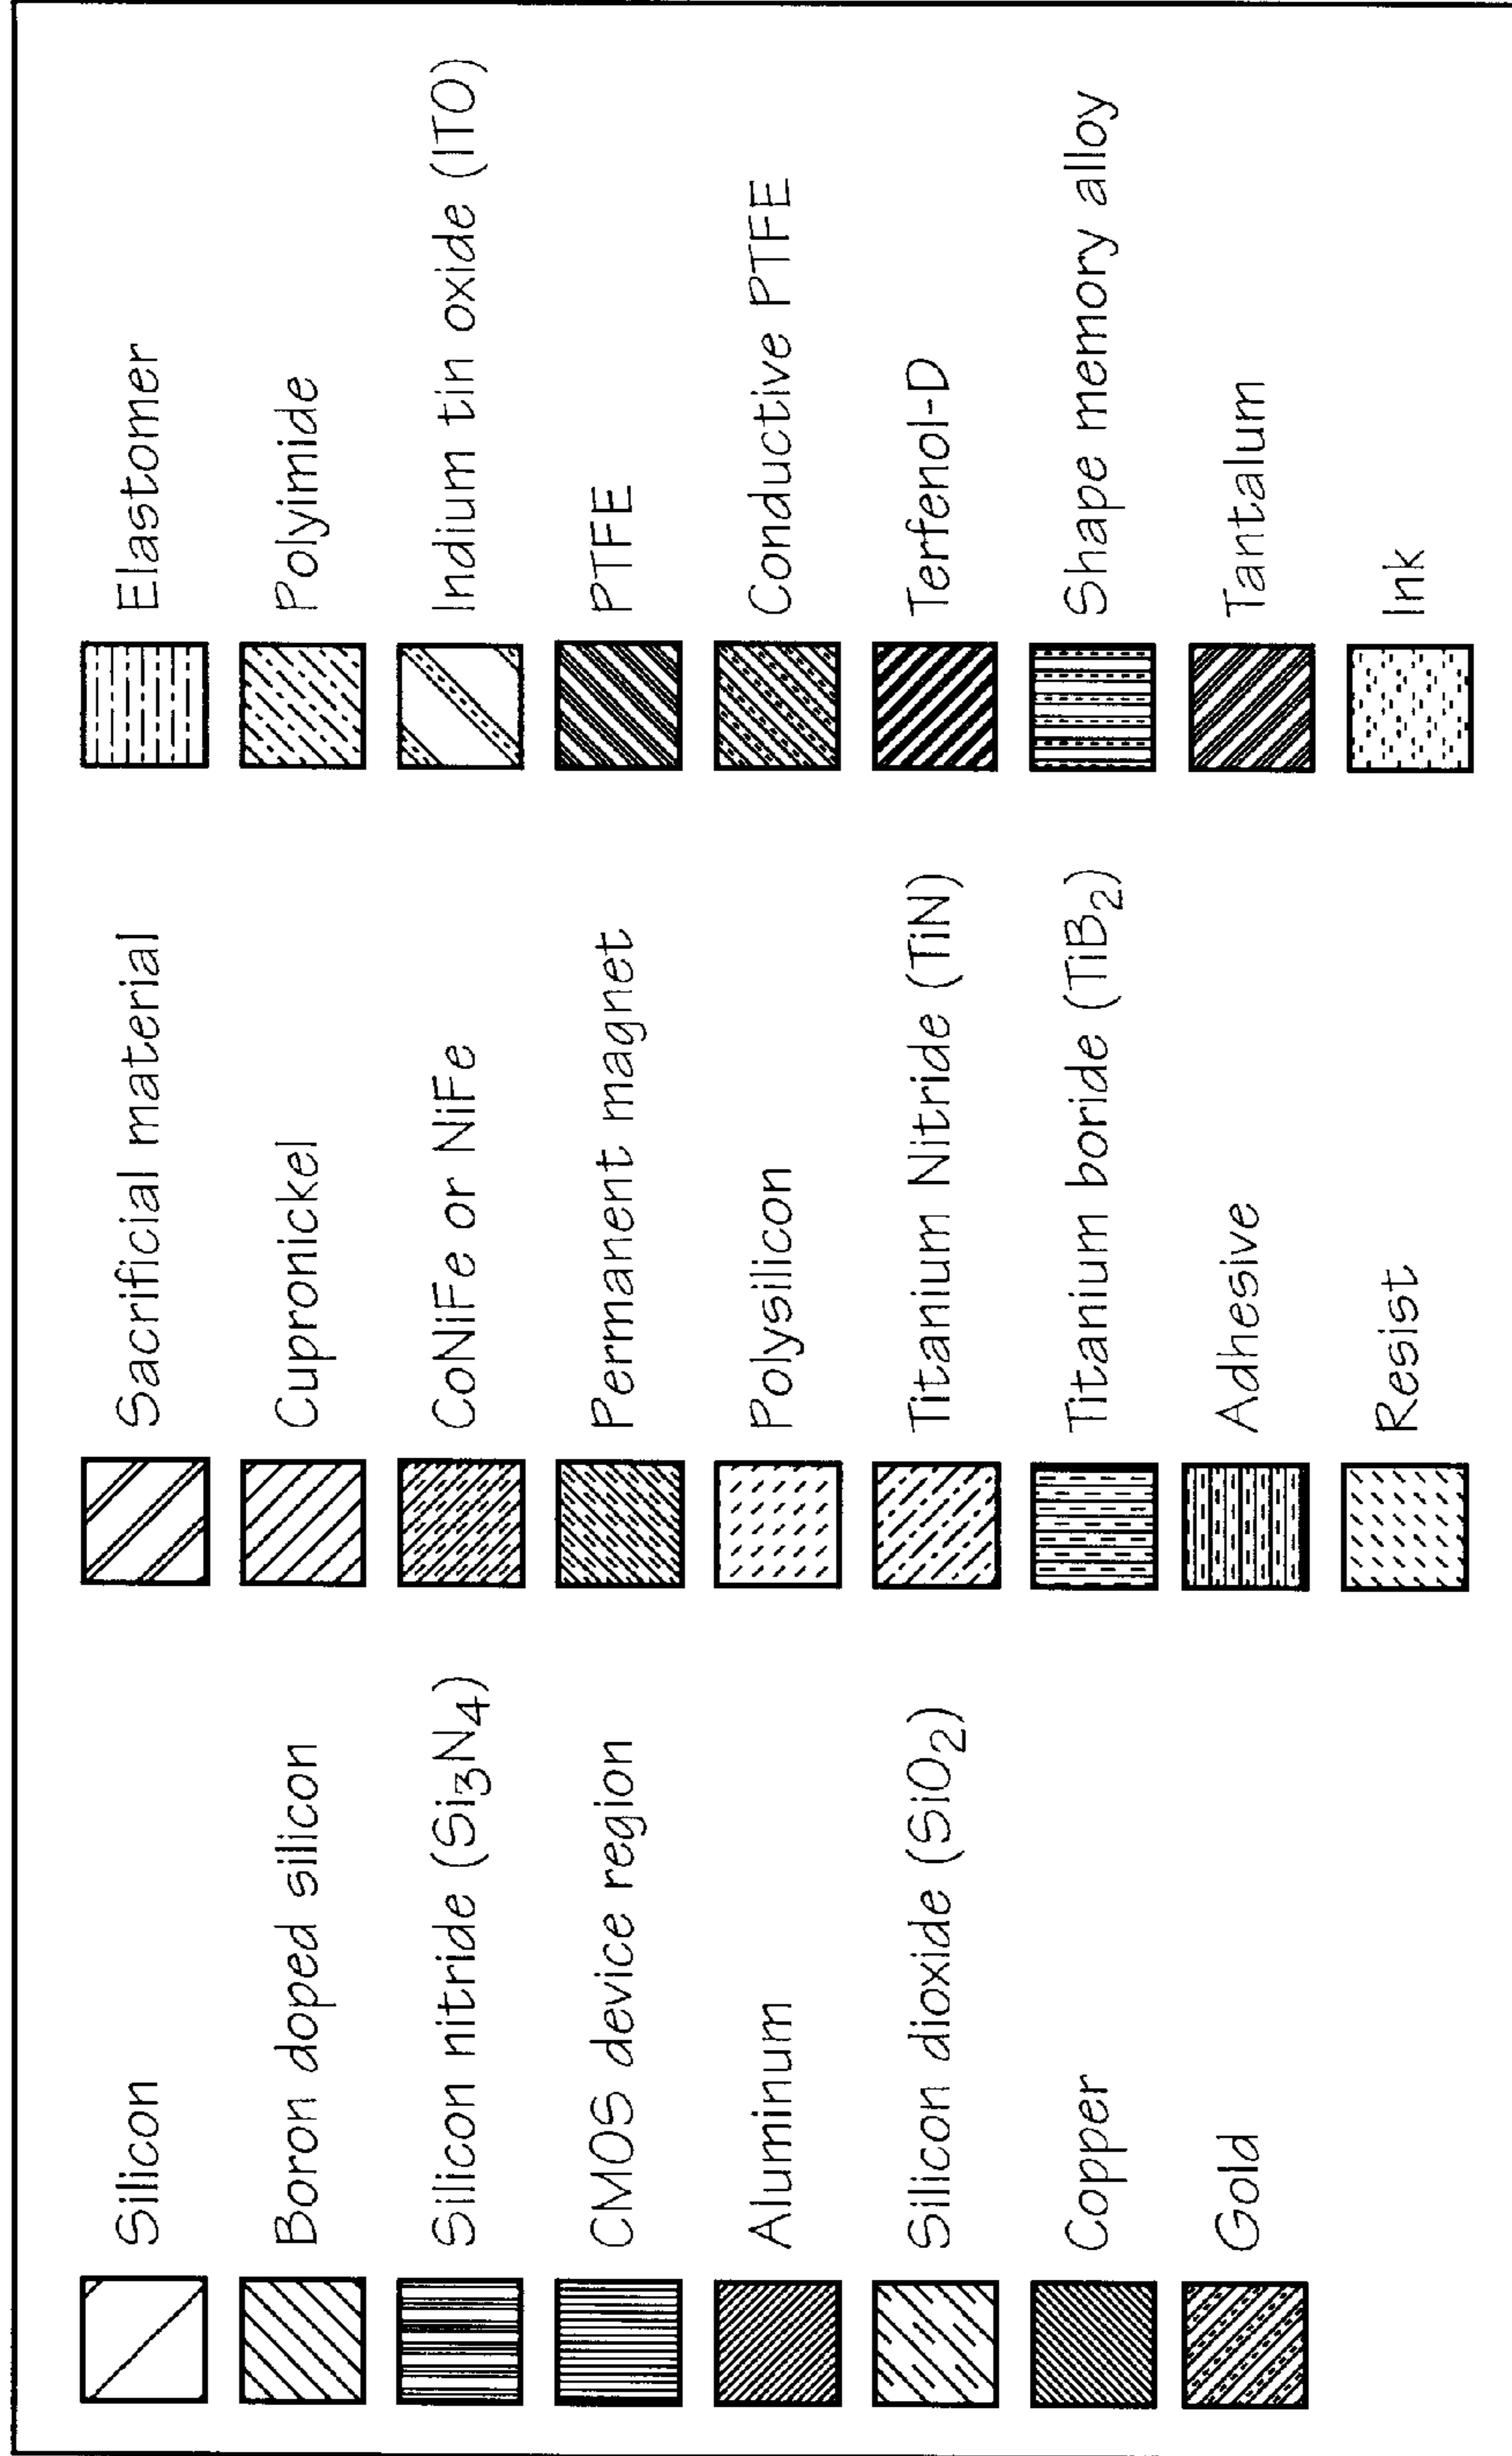 Silicon
Boron doped silicon
Silicon nitride (Si₃N₄)
CMOS device region
Aluminum
Silicon dioxide (SiO₂)
Copper
Gold
Sacrificial material
Cupronickel
CoNiFe or NiFe
Permanent magnet
Polysilicon
Titanium Nitride (TiN)
Titanium boride (TiB₂)
Adhesive
Resist
Elastomer
Polyimide
Indium tin oxide (ITO)
PTFE
Conductive PTFE
Terfenol-D
Shape memory alloy
Tantalum
Ink